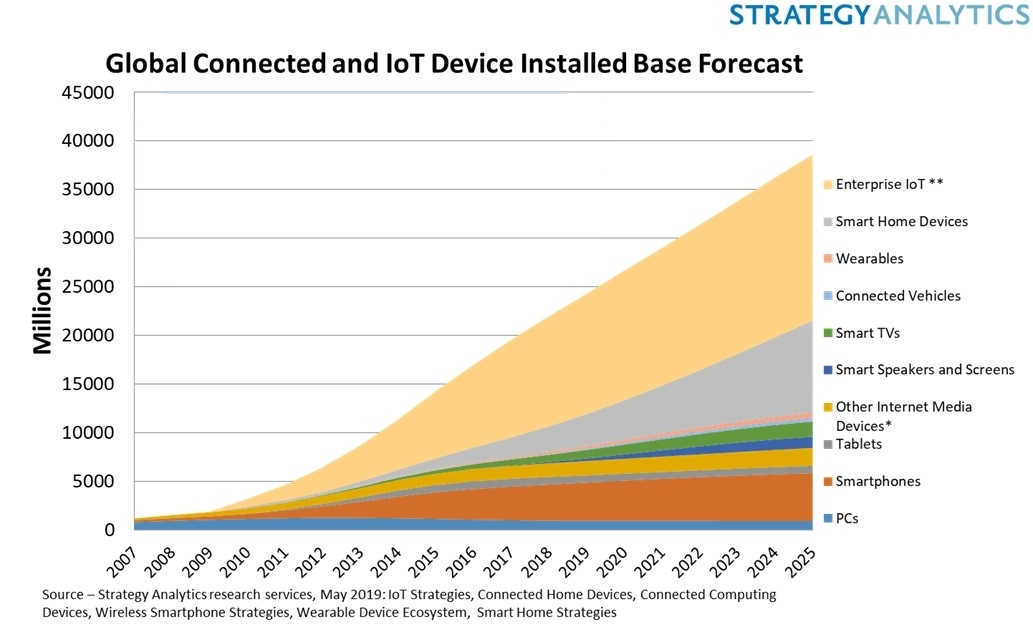 STRATEGYANALYTICS
Global Connected and IoT Device Installed Base Forecast
Millions
45000
40000
35000
30000
25000
20000
15000
10000
5000
0
2007
2008
2009
2010
2011
2012
2013
2014
2015
2016
2017
2018
2019
2020
2021
2022
2023
2024
2025
Enterprise IoT **
Smart Home Devices
Wearables
Connected Vehicles
Smart TVs
Smart Speakers and Screens
Other Internet Media
Devices*
Tablets
Smartphones
PCs
Source – Strategy Analytics research services, May 2019: IoT Strategies, Connected Home Devices, Connected Computing
Devices, Wireless Smartphone Strategies, Wearable Device Ecosystem, Smart Home Strategies